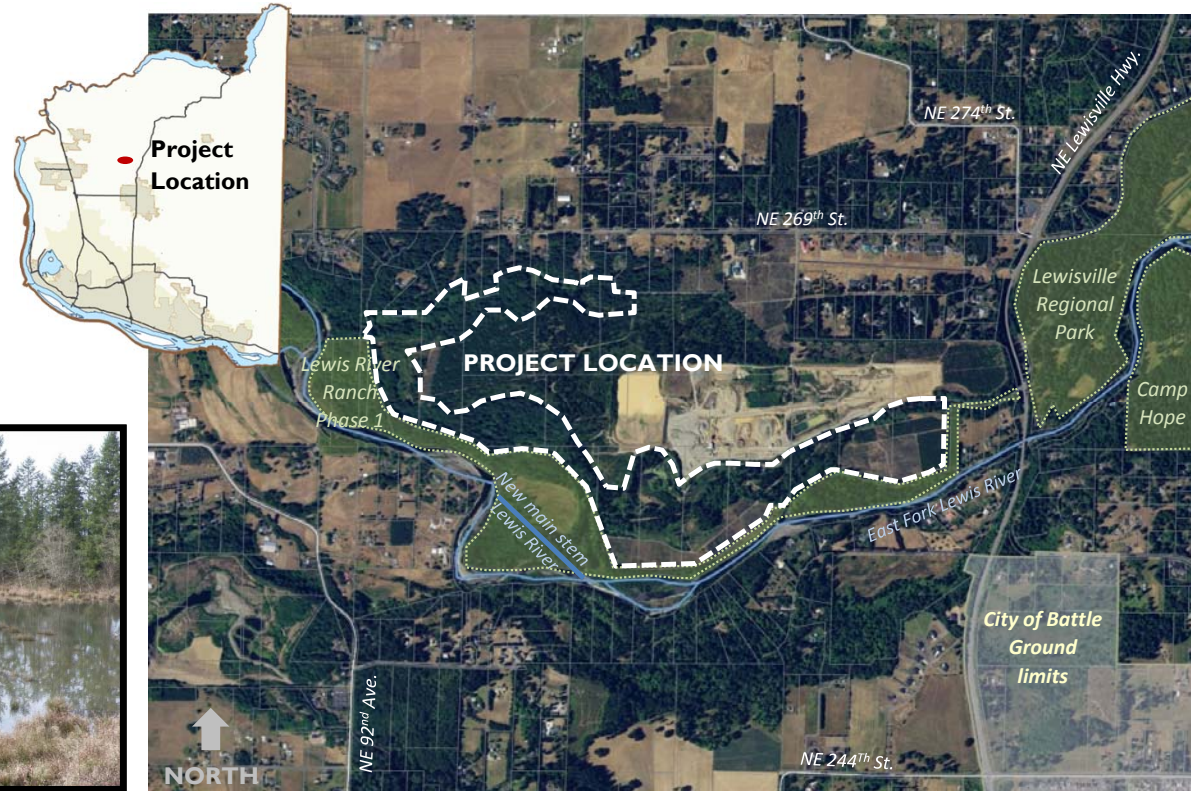 Project
Location
NE 274th St.
NE Lewisville Hwy.
NE 269th St.
Lewisville
Regional
Park
Lewis River
Ranch
Phase 1
PROJECT LOCATION
Camp
Hope
New main stem
Lewis River
East Fork Lewis River
City of Battle
Ground
limits
NE 92nd Ave.
NORTH
NE 244Th St.